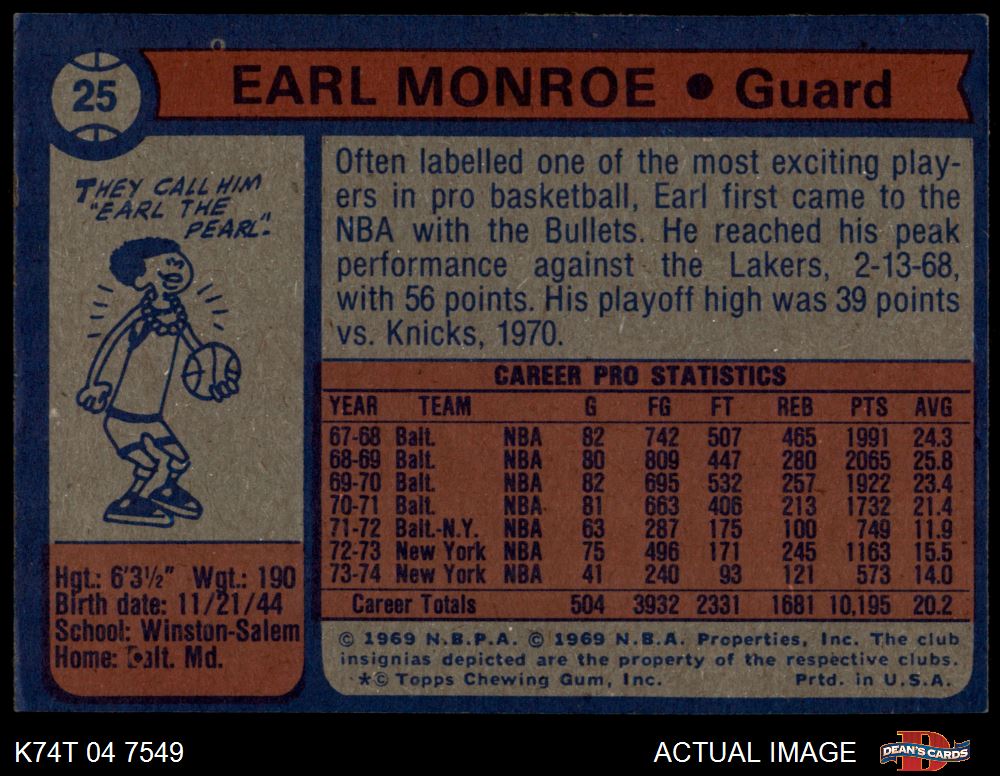 25
EARL MONROE • Guard
THEY CALL HIM
"EARL THE
PEARL".
Often labelled one of the most exciting play-
ers in pro basketball, Earl first came to the
NBA with the Bullets. He reached his peak
performance against the Lakers, 2-13-68,
with 56 points. His playoff high was 39 points
vs. Knicks, 1970.
CAREER PRO STATISTICS
YEAR TEAM G FG FT REB PTS AVG
67-68 Balt. NBA 82 742 507 465 1991 24.3
68-69 Balt. NBA 80 809 447 280 2065 25.8
69-70 Balt. NBA 82 695 532 257 1922 23.4
70-71 Balt. NBA 81 663 406 213 1732 21.4
71-72 Balt.-N.Y. NBA 63 287 175 100 749 11.9
72-73 New York NBA 75 496 171 245 1163 15.5
73-74 New York NBA 41 240 93 121 573 14.0
Career Totals 504 3932 2331 1681 10,195 20.2
Hgt.: 6'3½" Wgt.: 190
Birth date: 11/21/44
School: Winston-Salem
Home: Balt. Md.
© 1969 N.B.P.A. © 1969 N.B.A. Properties, Inc. The club
insignias depicted are the property of the respective clubs.
*© Topps Chewing Gum, Inc. Prtd. in U.S.A.
K74T 04 7549
ACTUAL IMAGE
D
DEAN'S CARDS